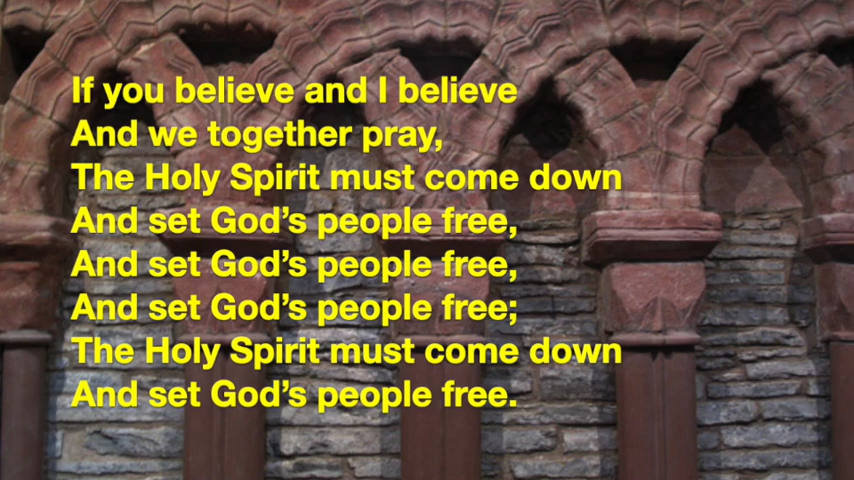 If you believe and I believe
And we together pray,
The Holy Spirit must come down
And set God’s people free,
And set God’s people free,
And set God’s people free;
The Holy Spirit must come down
And set God’s people free.